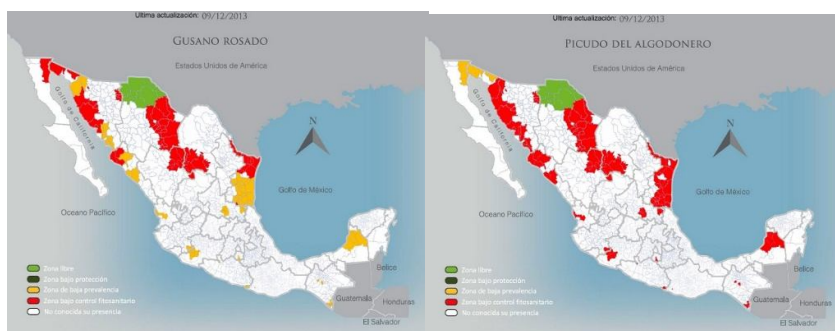 Ultima actualización: 09/12/2013
GUSANO ROSADO
Estados Unidos de América
Golfo de California
N
Golfo de México
Oceano Pacífico
Belice
Guatemala
Honduras
El Salvador
Zona libre
Zona bajo protección
Zona de baja prevalencia
Zona bajo control fitosanitario
No conocida su presencia
Ultima actualización: 09/12/2013
PICUDO DEL ALGODONERO
Estados Unidos de América
Golfo de California
N
Golfo de México
Oceano Pacífico
Belice
Guatemala
Honduras
El Salvador
Zona libre
Zona bajo protección
Zona de baja prevalencia
Zona bajo control fitosanitario
No conocida su presencia